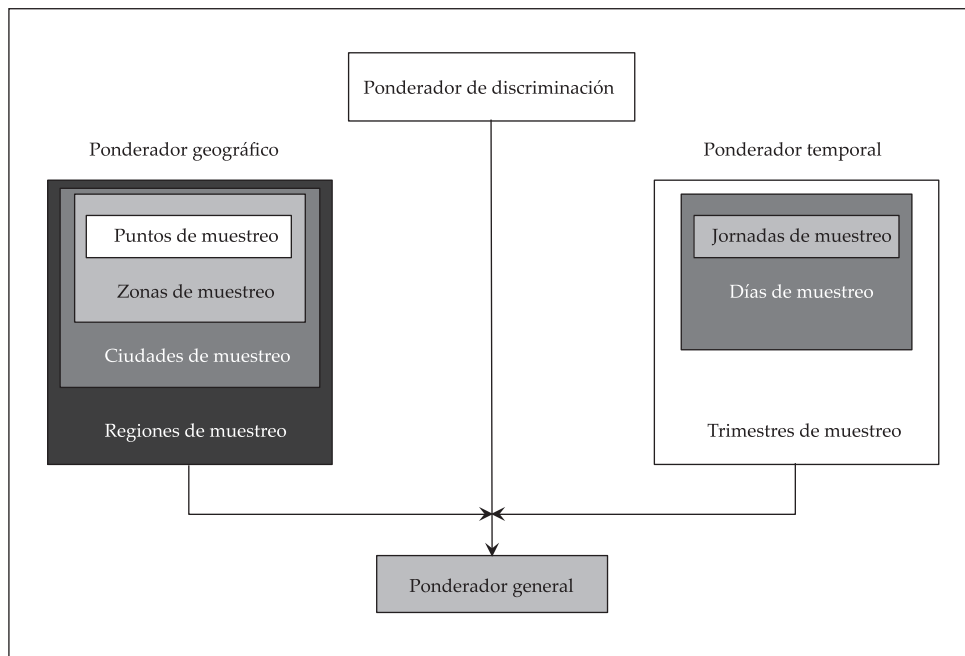 Ponderador de discriminación
Ponderador geográfico
Puntos de muestreo
Zonas de muestreo
Ciudades de muestreo
Regiones de muestreo
Ponderador temporal
Jornadas de muestreo
Días de muestreo
Trimestres de muestreo
Ponderador general